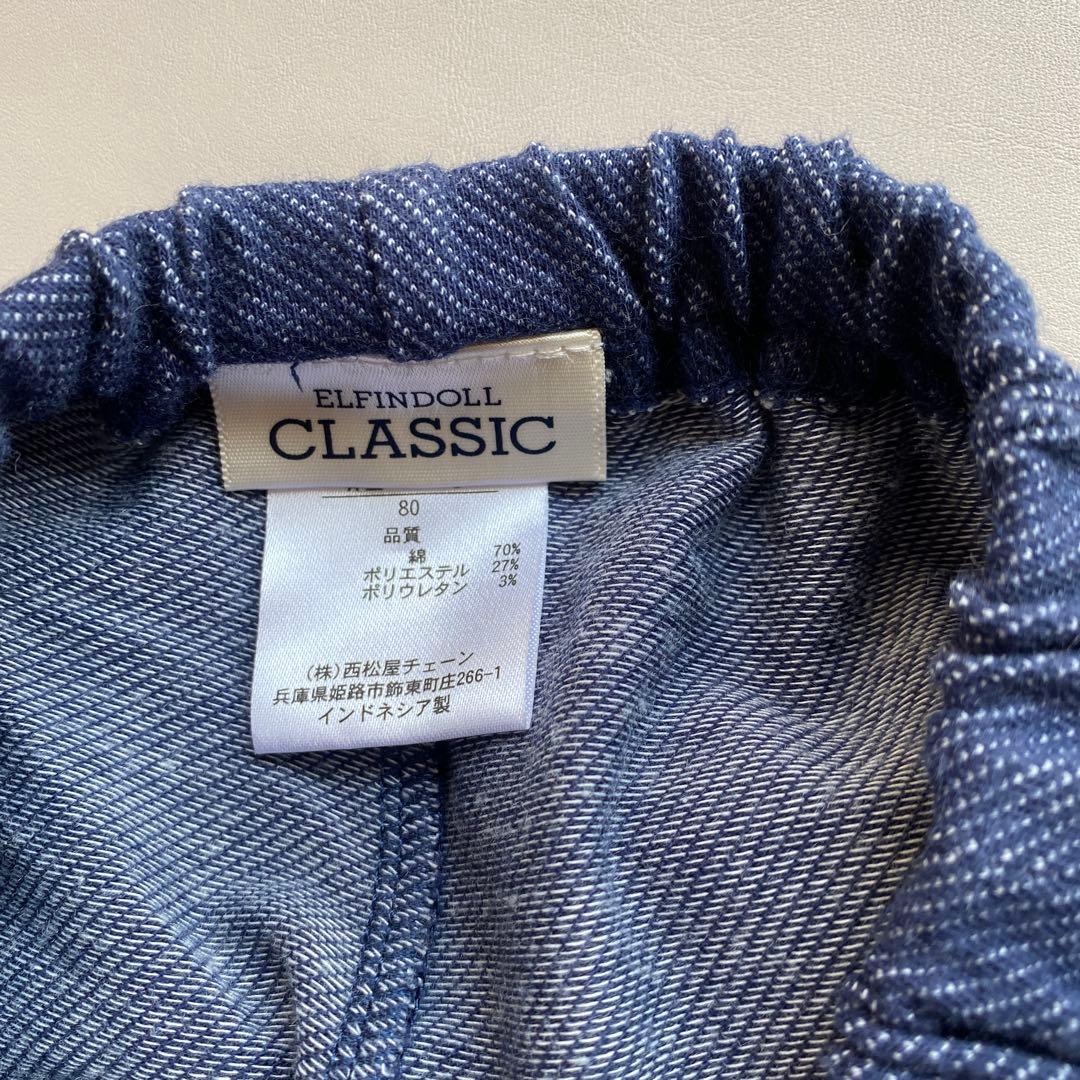 ELFINDOLL
CLASSIC
80
品質
綿 70%
ポリエステル 27%
ポリウレタン 3%
(株)西松屋チェーン
兵庫県姫路市飾東町庄266-1
インドネシア製